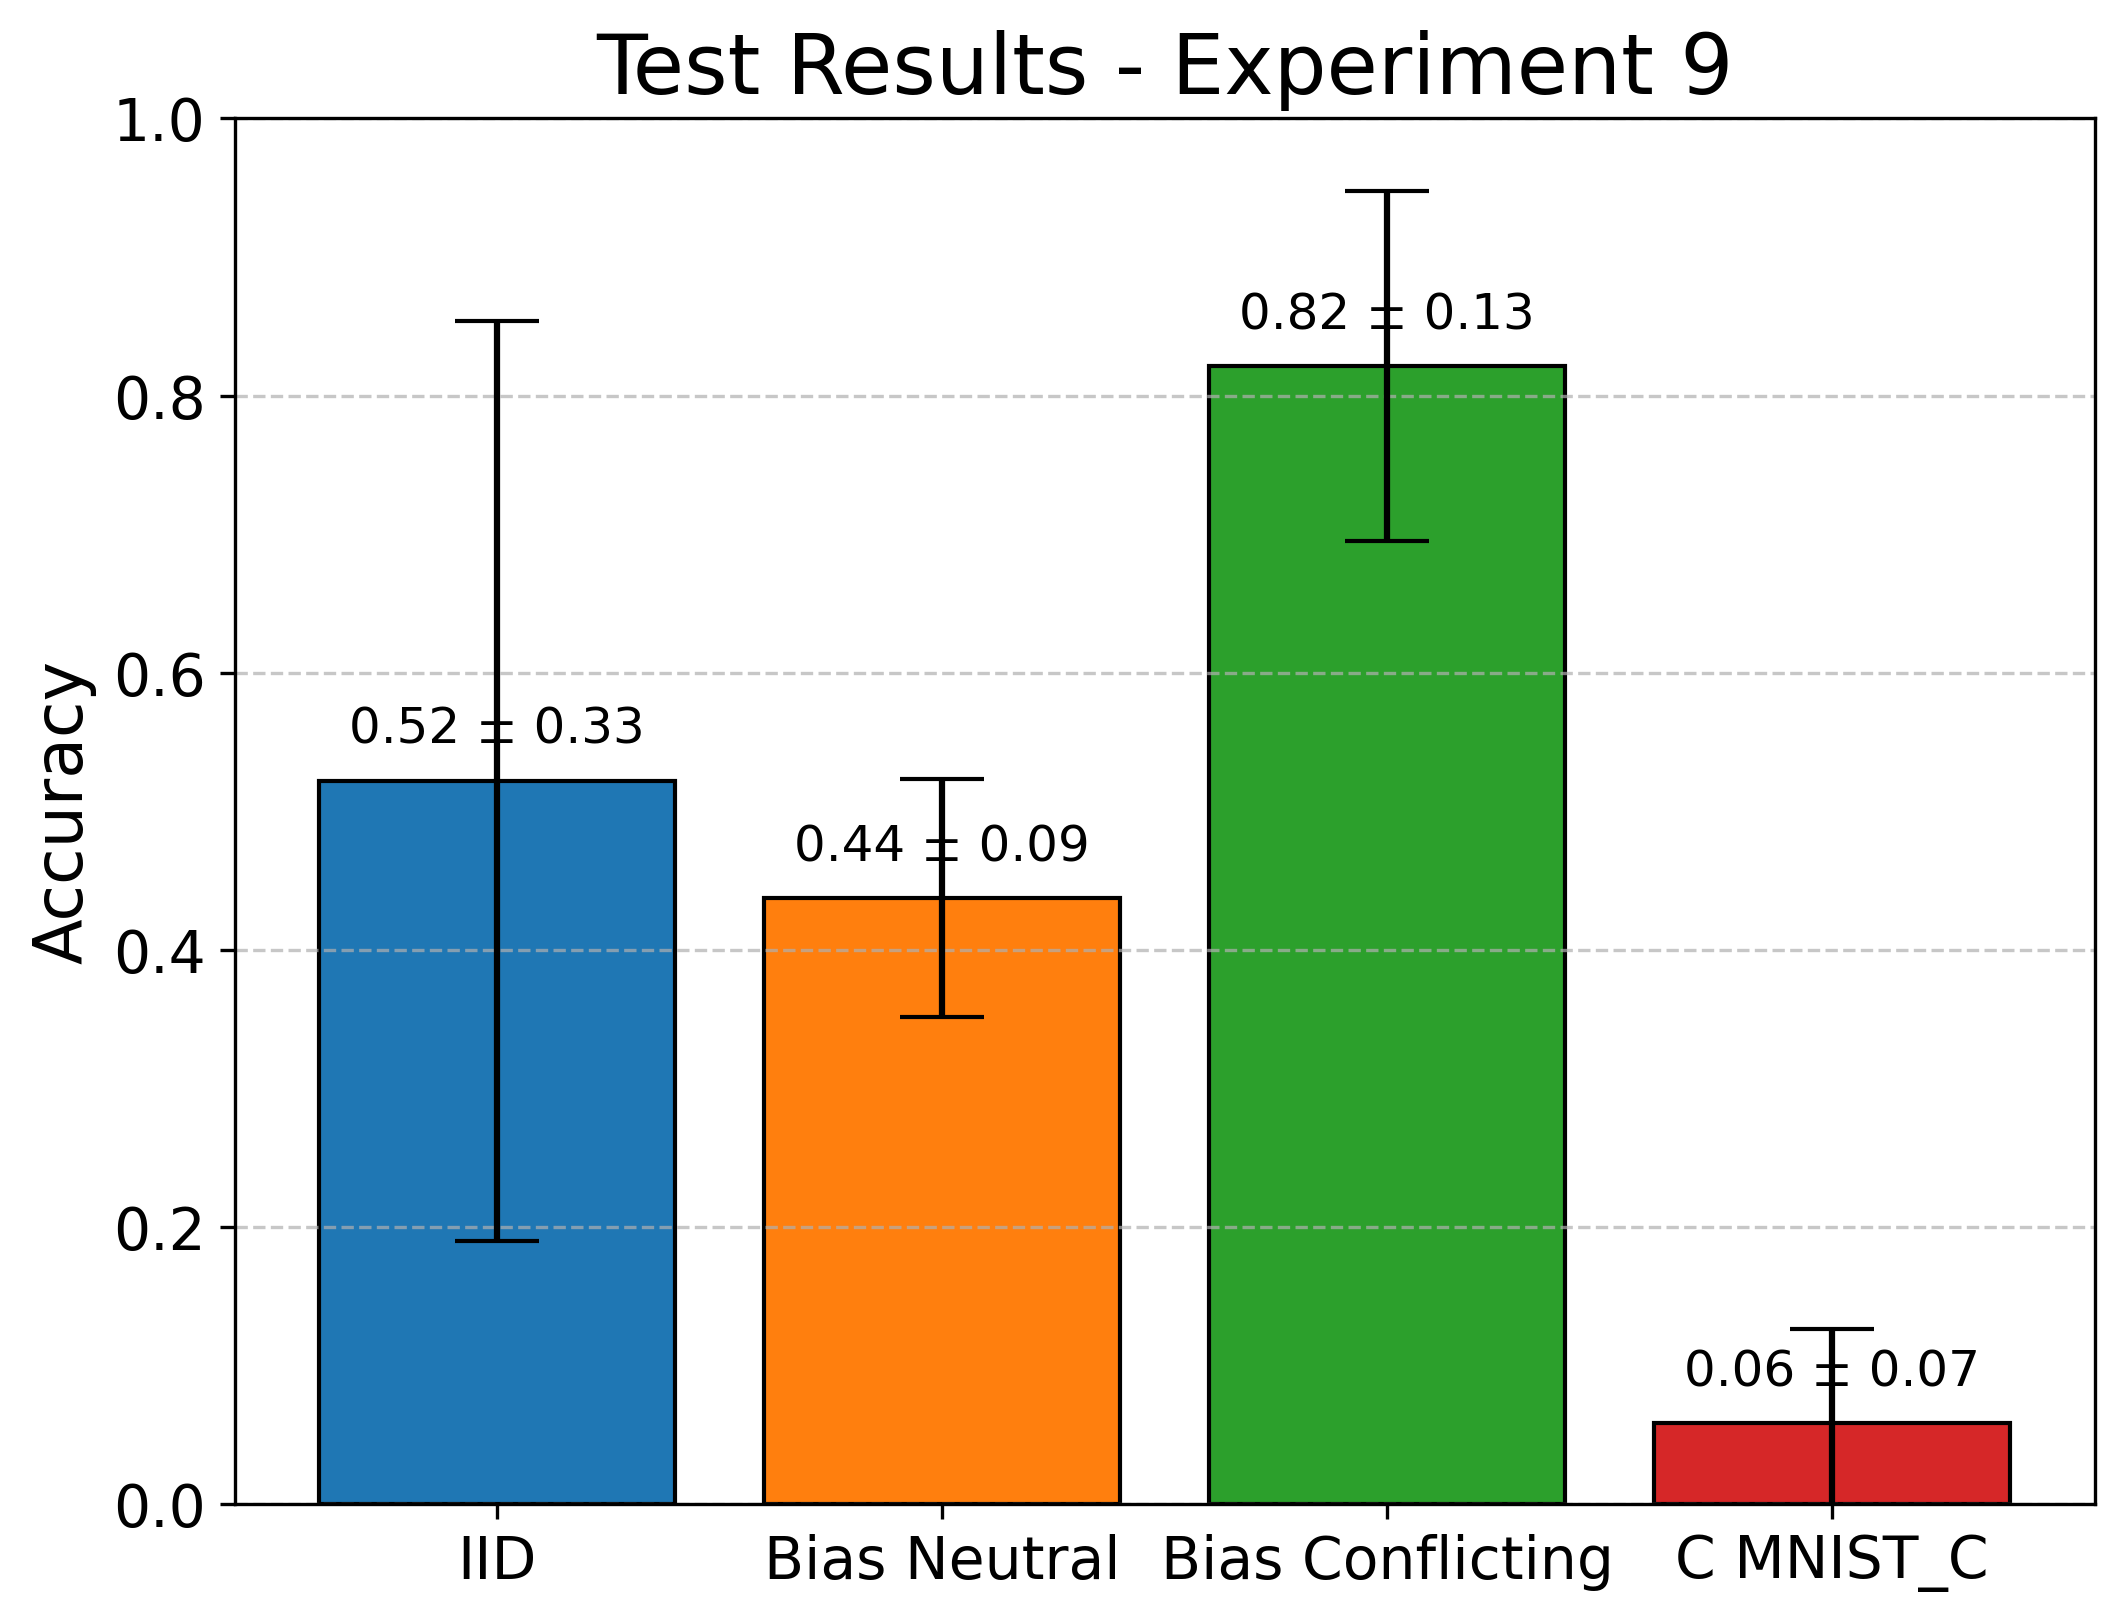 Test Results - Experiment 9
Accuracy
1.0
0.8
0.6
0.4
0.2
0.0
0.52 ± 0.33
0.44 ± 0.09
0.82 ± 0.13
0.06 ± 0.07
IID
Bias Neutral
Bias Conflicting
C MNIST_C